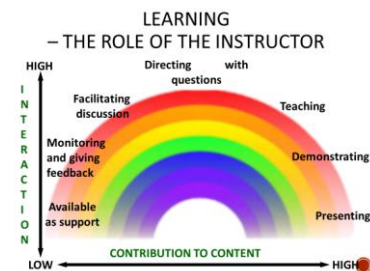 LEARNING
– THE ROLE OF THE INSTRUCTOR
HIGH
Directing with
questions
Facilitating
discussion
Teaching
Monitoring
and giving
feedback
Demonstrating
Available
as support
Presenting
INTERACTION
CONTRIBUTION TO CONTENT
LOW
HIGH